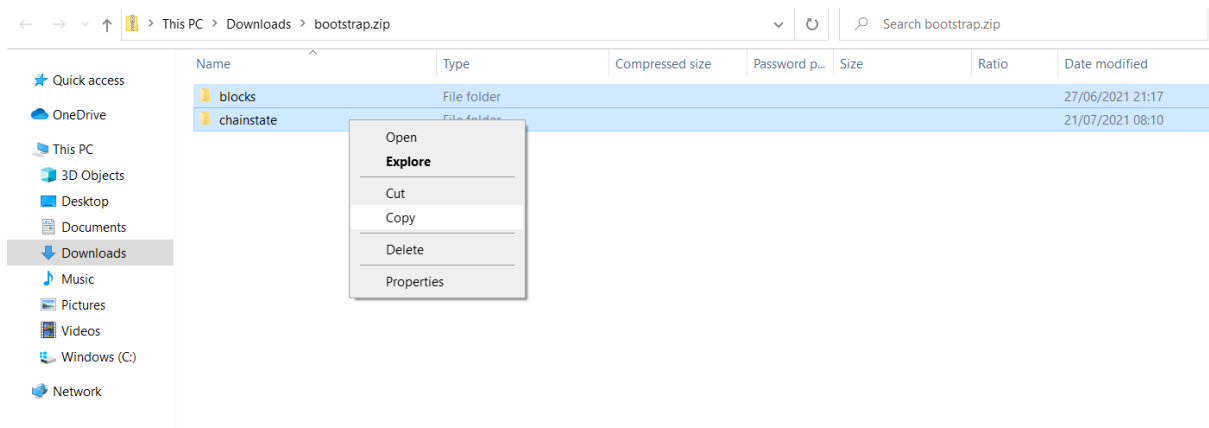 This PC > Downloads > bootstrap.zip
Search bootstrap.zip
Name Type Compressed size Password p... Size Ratio Date modified
Quick access
OneDrive
This PC
3D Objects
Desktop
Documents
Downloads
Music
Pictures
Videos
Windows (C:)
Network
blocks File folder 27/06/2021 21:17
chainstate File folder 21/07/2021 08:10
Open
Explore
Cut
Copy
Delete
Properties